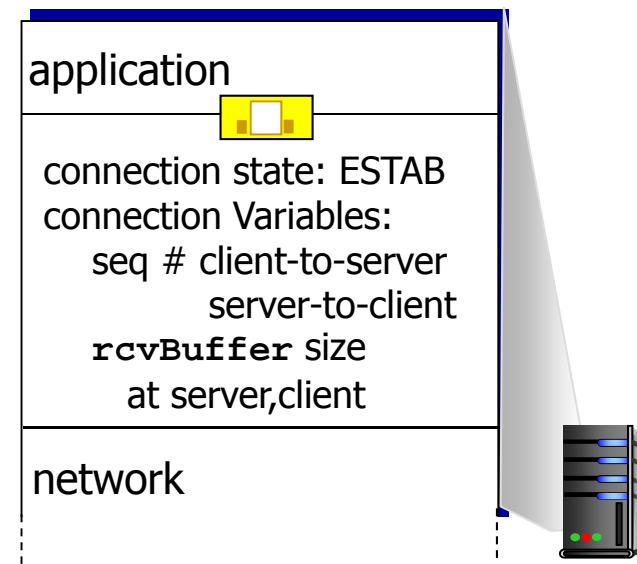 application
connection state: ESTAB
connection Variables:
seq # client-to-server
server-to-client
rcvBuffer size
at server,client
network